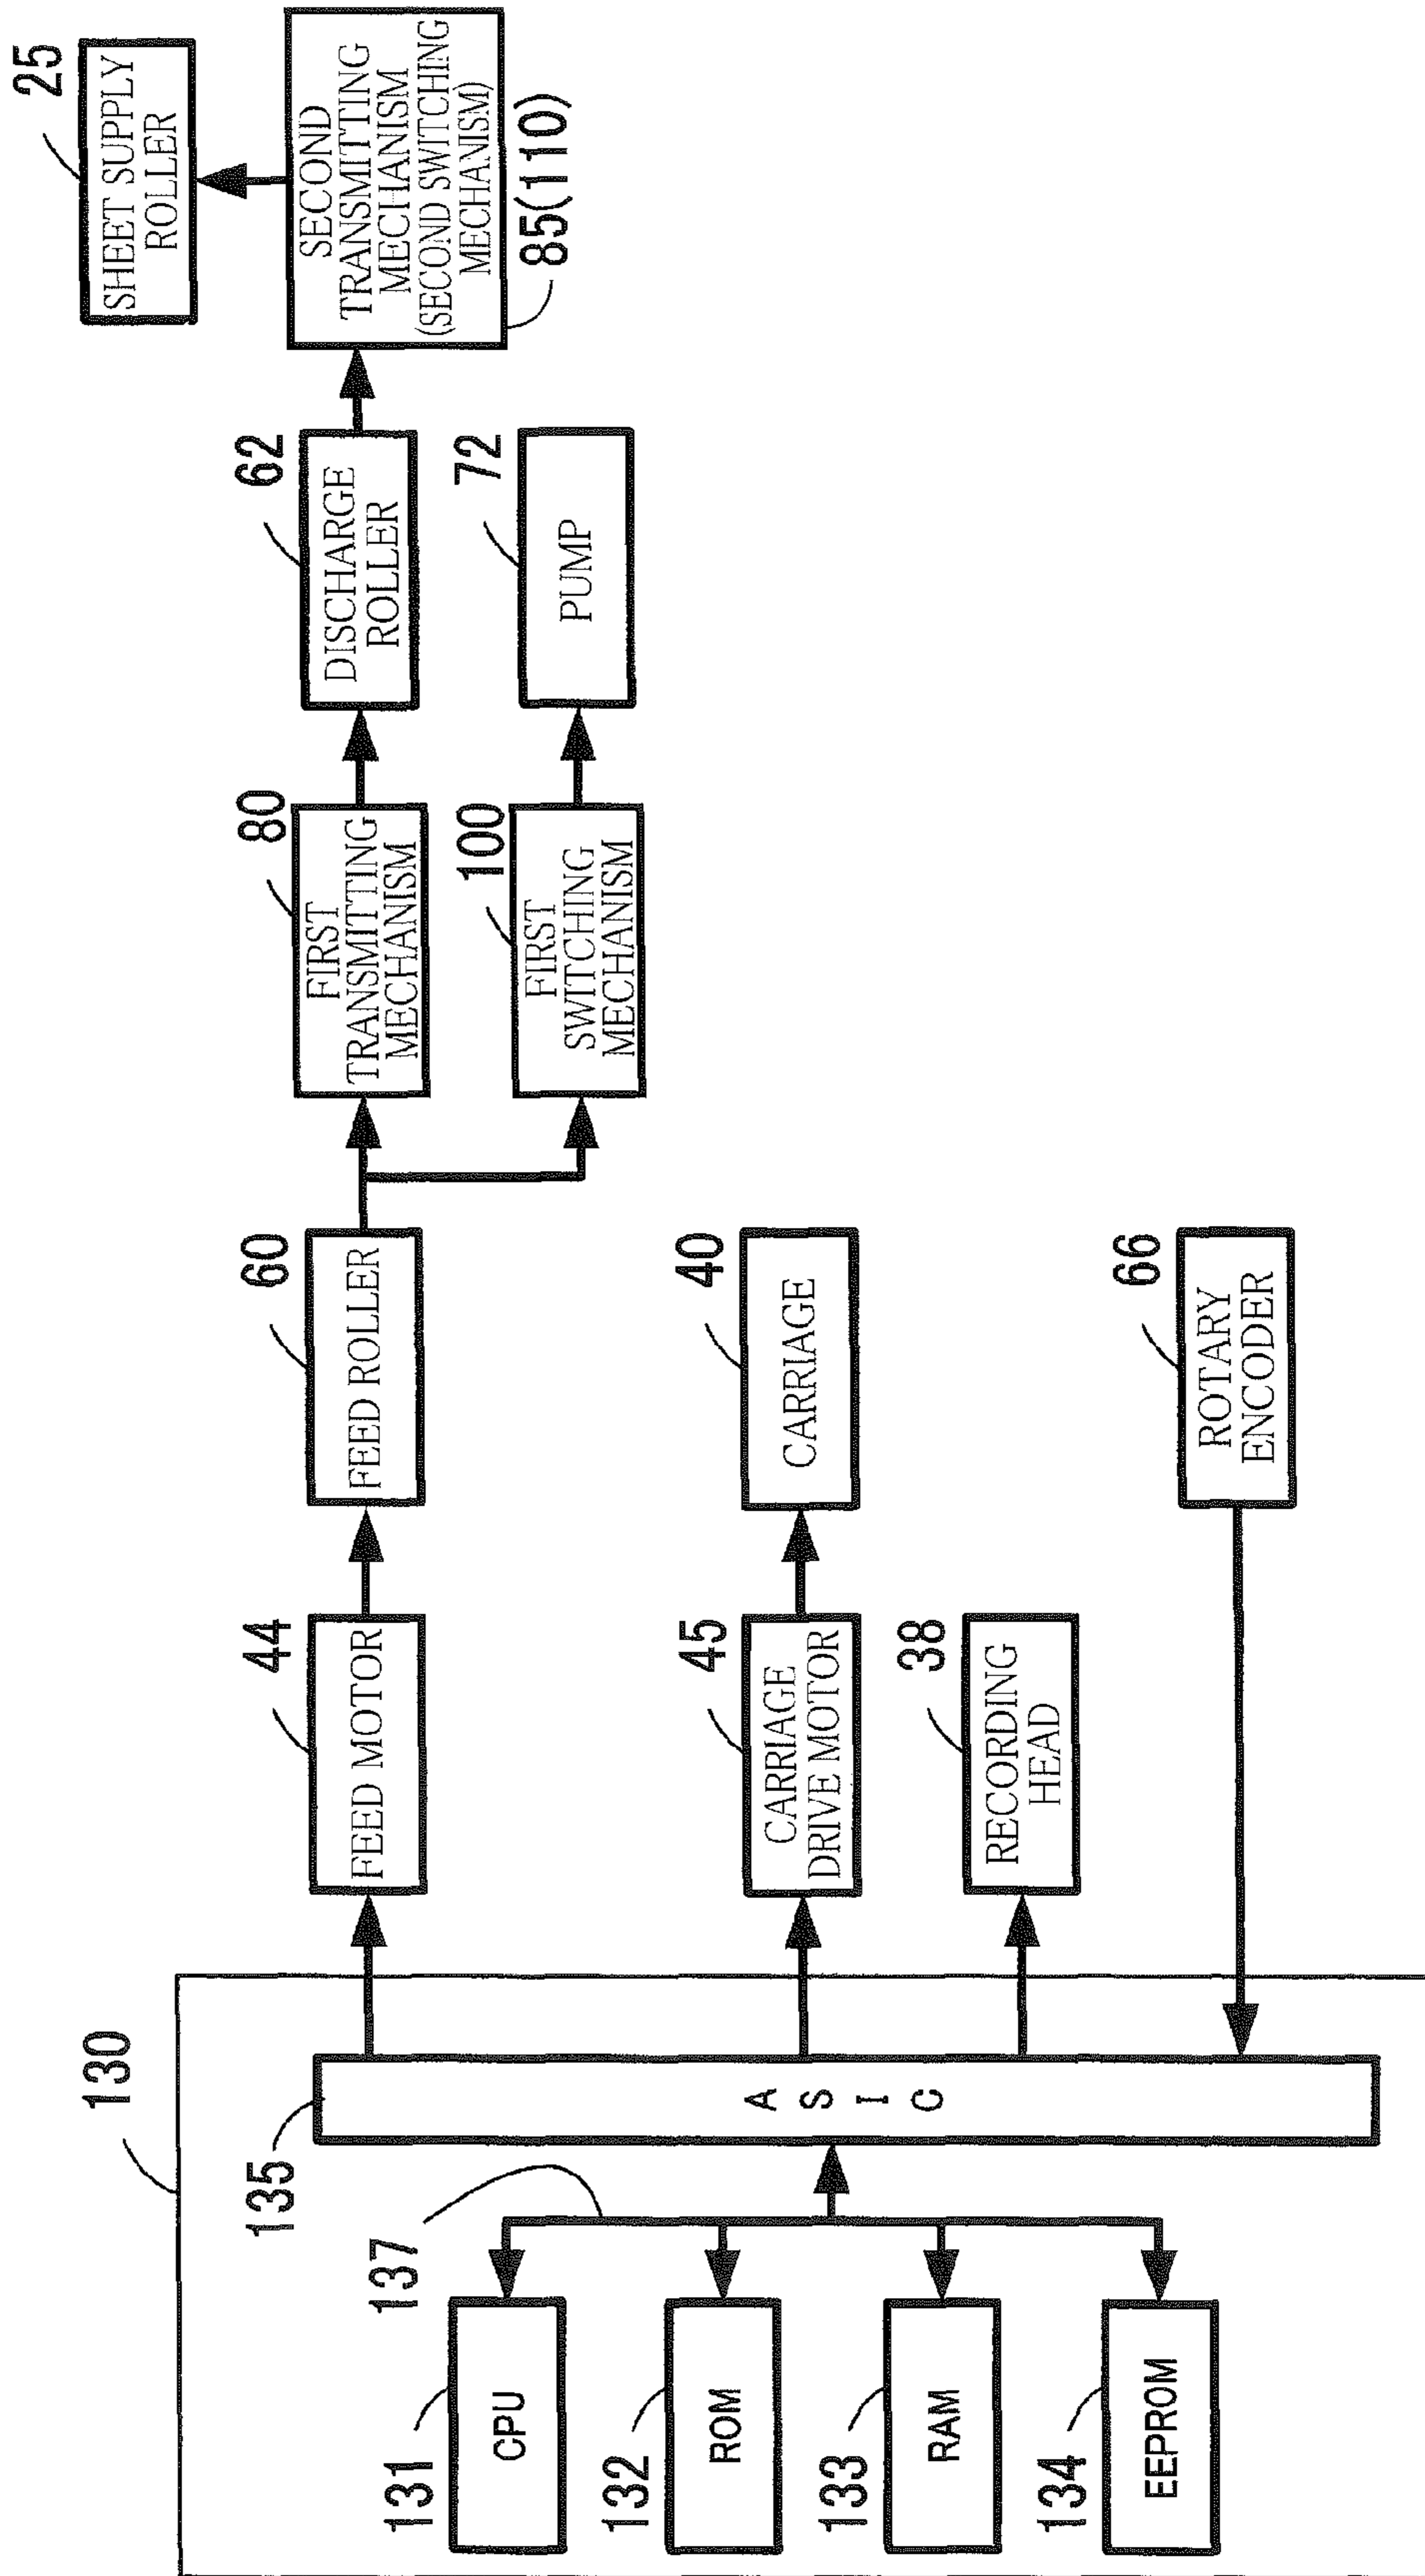 130
131
CPU
132
ROM
133
RAM
134
EEPROM
137
135
ASIC
44
FEED MOTOR
60
FEED ROLLER
80
FIRST
TRANSMITTING
MECHANISM
62
DISCHARGE
ROLLER
25
SHEET SUPPLY
ROLLER
SECOND
TRANSMITTING
MECHANISM
(SECOND SWITCHING
MECHANISM)
85(110)
100
FIRST
SWITCHING
MECHANISM
72
PUMP
45
CARRIAGE
DRIVE MOTOR
40
CARRIAGE
38
RECORDING
HEAD
66
ROTARY
ENCODER